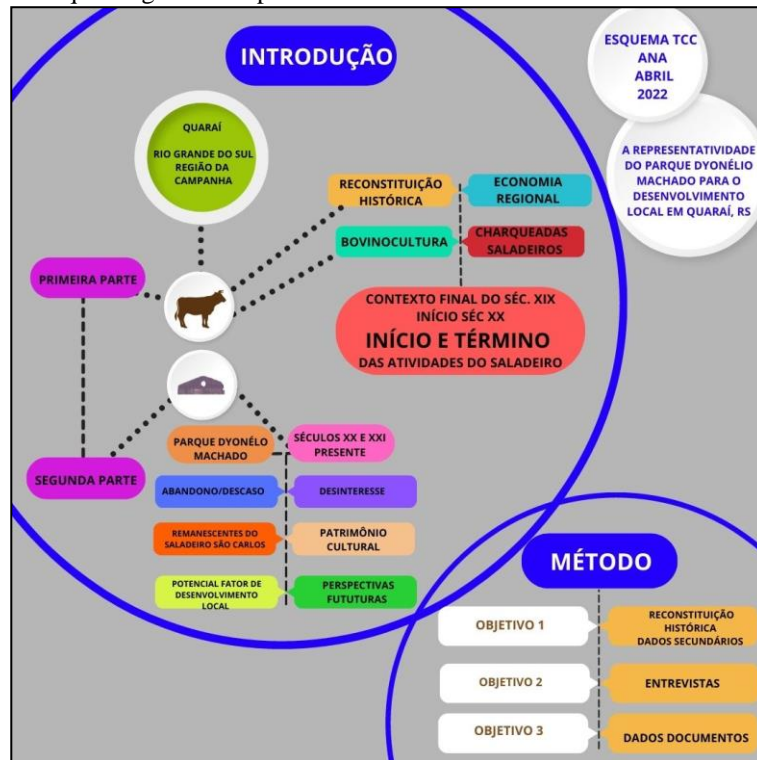 INTRODUÇÃO
ESQUEMA TCC
ANA
ABRIL
2022
A REPRESENTATIVIDADE
DO PARQUE DYONÉLIO
MACHADO PARA O
DESENVOLVIMENTO
LOCAL EM QUARAÍ, RS
QUARAÍ
RIO GRANDE DO SUL
REGIÃO DA
CAMPANHA
RECONSTITUIÇÃO
HISTÓRICA
ECONOMIA
REGIONAL
BOVINOCULTURA
CHARQUEADAS
SALADEIROS
PRIMEIRA PARTE
CONTEXTO FINAL DO SÉC. XIX
INÍCIO SÉC XX
INÍCIO E TÉRMINO
DAS ATIVIDADES DO SALADEIRO
SEGUNDA PARTE
PARQUE DYONÉLO
MACHADO
SÉCULOS XX E XXI
PRESENTE
ABANDONO/DESCASO
DESINTERESSE
REMANESCENTES DO
SALADEIRO SÃO CARLOS
PATRIMÔNIO
CULTURAL
POTENCIAL FATOR DE
DESENVOLVIMENTO
LOCAL
PERSPECTIVAS
FUTUTURAS
MÉTODO
OBJETIVO 1
RECONSTITUIÇÃO
HISTÓRICA
DADOS SECUNDÁRIOS
OBJETIVO 2
ENTREVISTAS
OBJETIVO 3
DADOS DOCUMENTOS